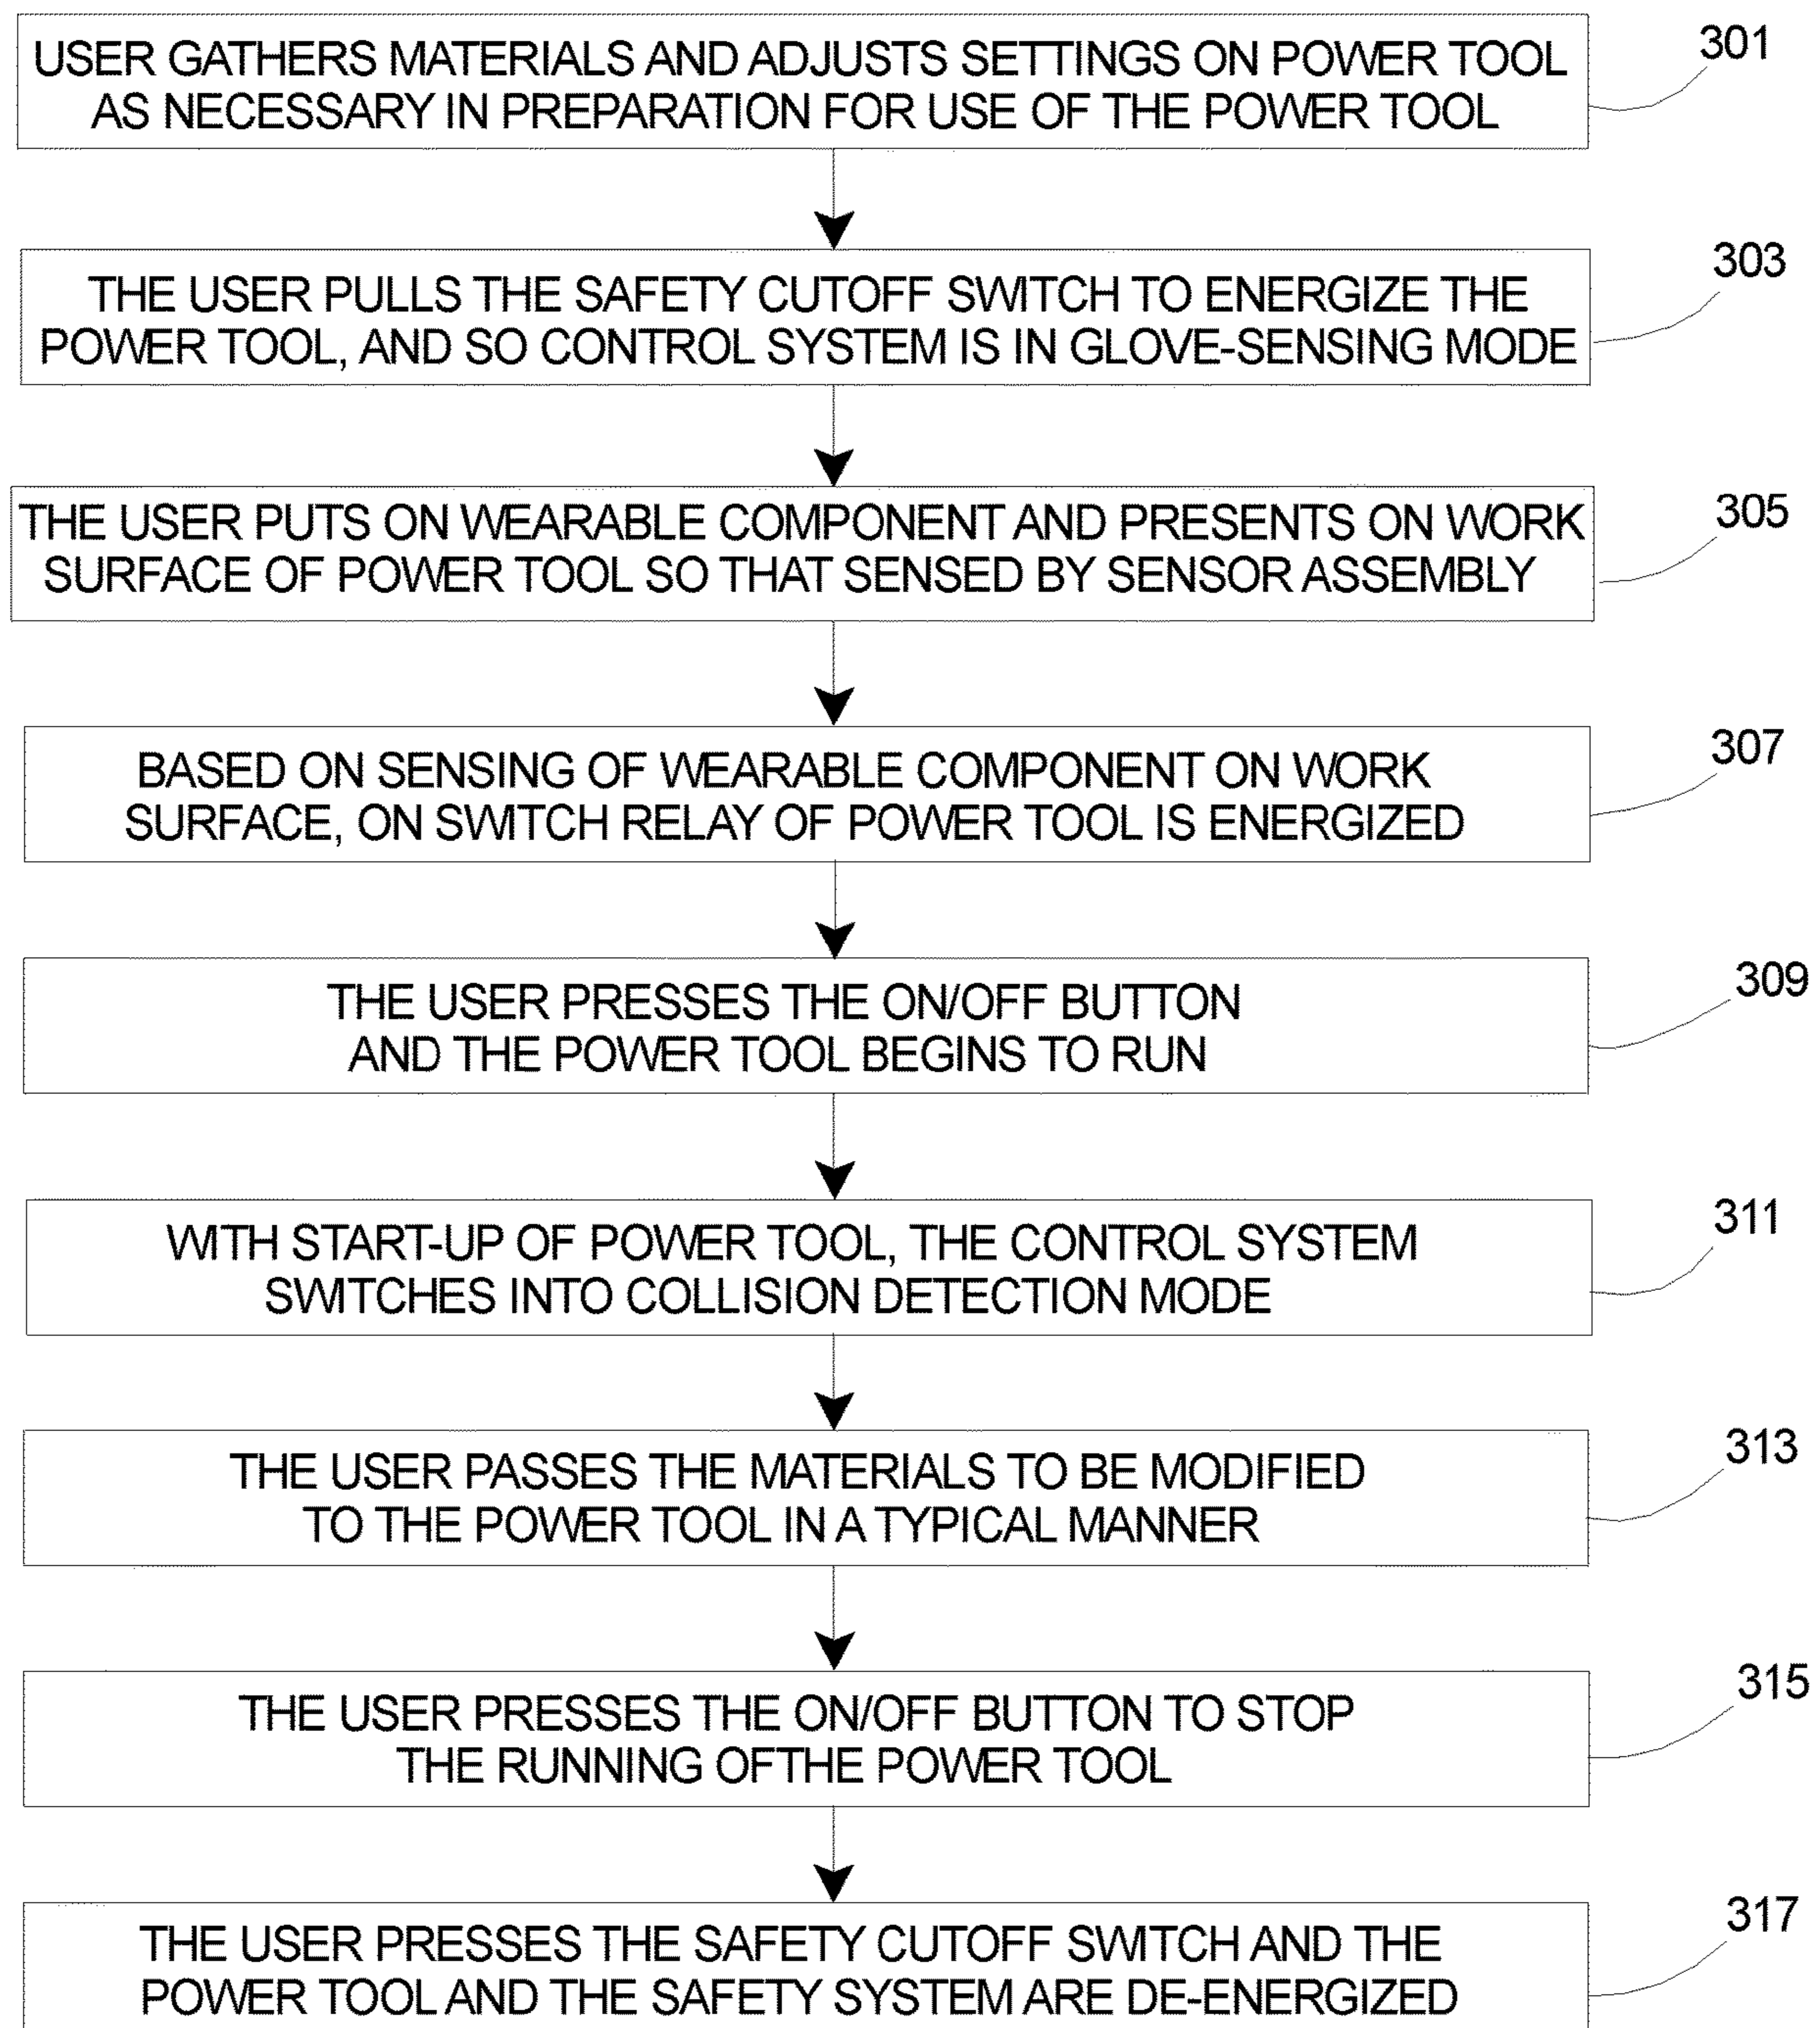 USER GATHERS MATERIALS AND ADJUSTS SETTINGS ON POWER TOOL
AS NECESSARY IN PREPARATION FOR USE OF THE POWER TOOL
301
THE USER PULLS THE SAFETY CUTOFF SWITCH TO ENERGIZE THE
POWER TOOL, AND SO CONTROL SYSTEM IS IN GLOVE-SENSING MODE
303
THE USER PUTS ON WEARABLE COMPONENT AND PRESENTS ON WORK
SURFACE OF POWER TOOL SO THAT SENSED BY SENSOR ASSEMBLY
305
BASED ON SENSING OF WEARABLE COMPONENT ON WORK
SURFACE, ON SWITCH RELAY OF POWER TOOL IS ENERGIZED
307
THE USER PRESSES THE ON/OFF BUTTON
AND THE POWER TOOL BEGINS TO RUN
309
WITH START-UP OF POWER TOOL, THE CONTROL SYSTEM
SWITCHES INTO COLLISION DETECTION MODE
311
THE USER PASSES THE MATERIALS TO BE MODIFIED
TO THE POWER TOOL IN A TYPICAL MANNER
313
THE USER PRESSES THE ON/OFF BUTTON TO STOP
THE RUNNING OF THE POWER TOOL
315
THE USER PRESSES THE SAFETY CUTOFF SWITCH AND THE
POWER TOOL AND THE SAFETY SYSTEM ARE DE-ENERGIZED
317